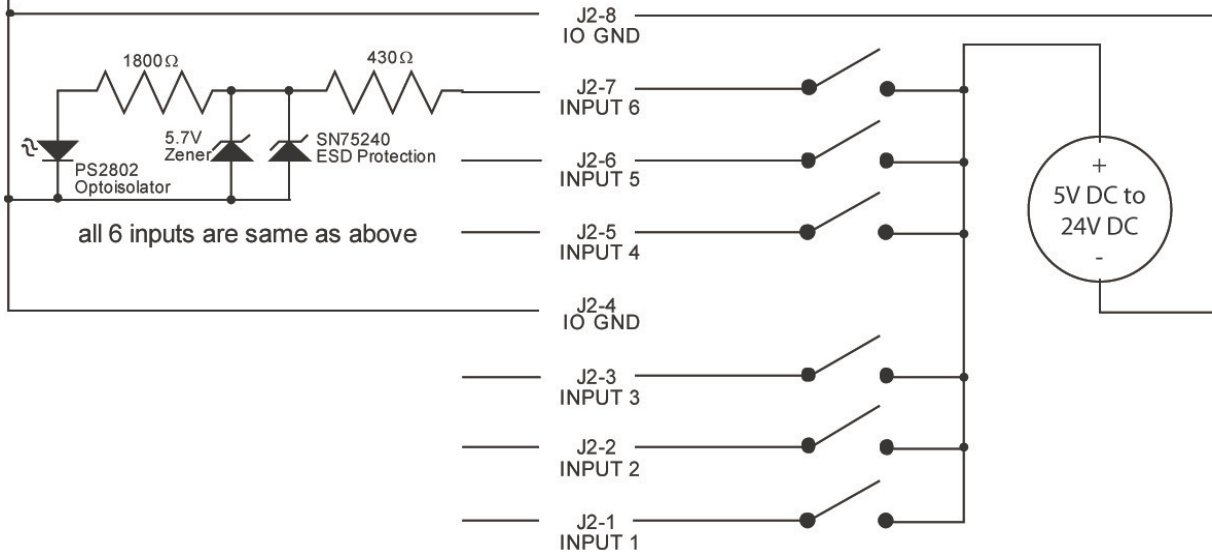 J2-8
IO GND
1800Ω
430Ω
J2-7
INPUT 6
5.7V
Zener
SN75240
ESD Protection
PS2802
Optoisolator
J2-6
INPUT 5
+
5V DC to
24V DC
-
all 6 inputs are same as above
J2-5
INPUT 4
J2-4
IO GND
J2-3
INPUT 3
J2-2
INPUT 2
J2-1
INPUT 1